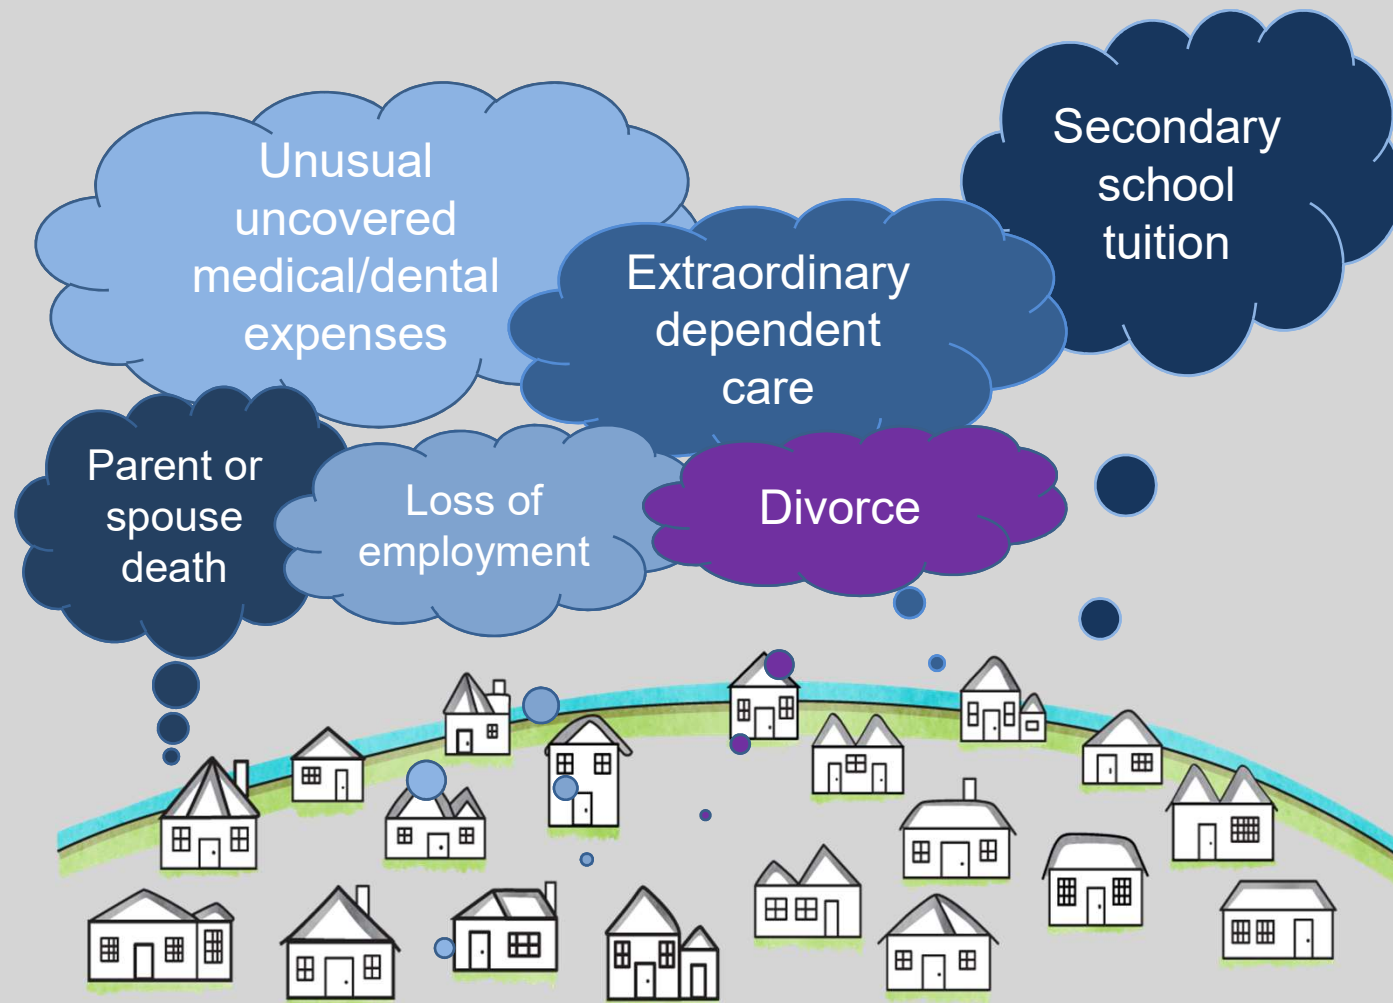 Unusual
uncovered
medical/dental
expenses
Extraordinary
dependent
care
Secondary
school
tuition
Parent or
spouse
death
Loss of
employment
Divorce